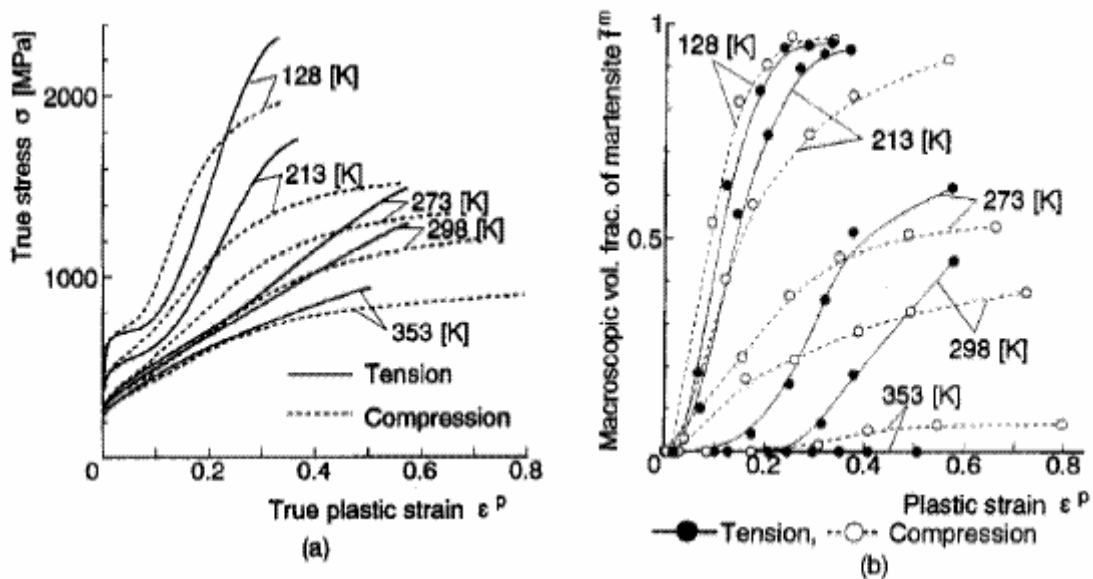 True stress σ [MPa]
2000
1000
0
0.2
0.4
0.6
0.8
128 [K]
213 [K]
273 [K]
298 [K]
353 [K]
Tension
Compression
True plastic strain ε p
(a)
Macroscopic vol. frac. of martensite f̄ m
1
0.5
0
0.2
0.4
0.6
0.8
128 [K]
213 [K]
273 [K]
298 [K]
353 [K]
Plastic strain ε p
Tension, Compression
(b)